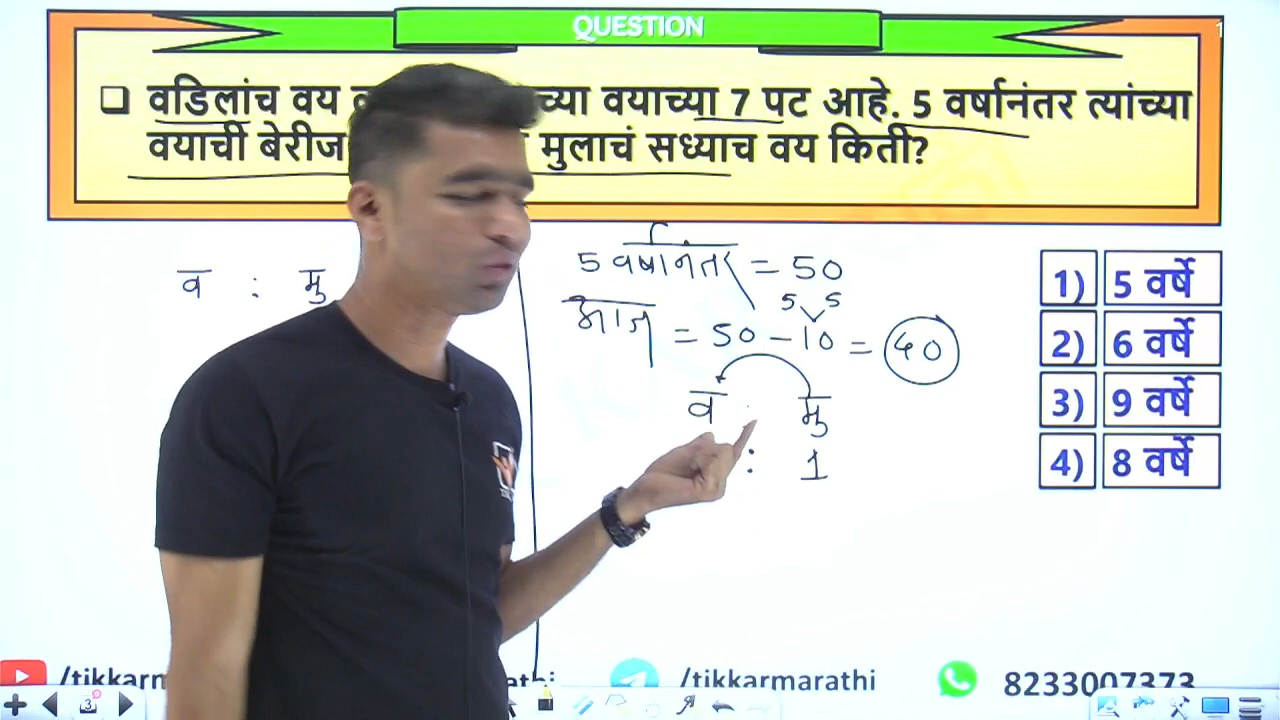 QUESTION
❑ वडिलांच वय च्या वयाच्या 7 पट आहे. 5 वर्षानंतर त्यांच्या
वयाची बेरीज मुलाचं सध्याच वय किती?
व : मु
5 वर्षानंतर = 50
5 5
आज = 50 - 10 = 40
व : मु
: 1
1) 5 वर्षे
2) 6 वर्षे
3) 9 वर्षे
4) 8 वर्षे
/tikkarm
/tikkarmarathi
8233007373
3